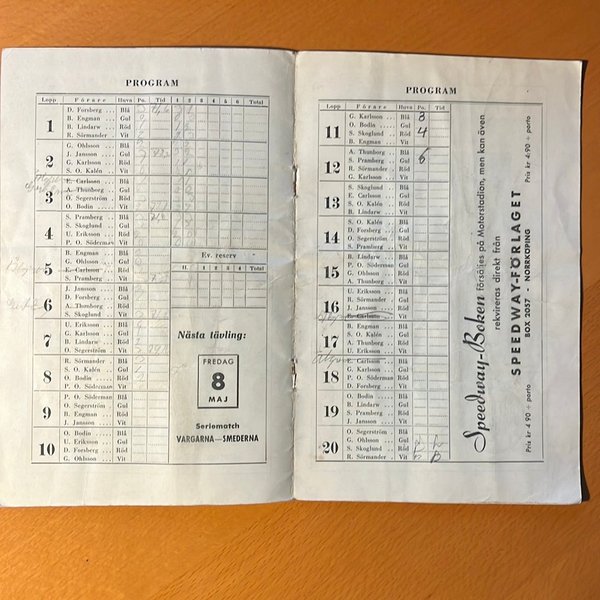 PROGRAM
Lopp Förare Huva Po. Tid 1 2 3 4 5 6 Total
1
D. Forsberg Blå
B. Engman Gul
B. Lindarw Röd
R. Sörmander Vit
2
G. Ohlsson Blå
J. Jansson Gul
G. Karlsson Röd
S. O. Kalén Vit
3
E. Carlsson Blå
A. Thunborg Gul
O. Segerström Röd
O. Bodin Vit
4
S. Pramberg Blå
S. Skoglund Gul
U. Eriksson Röd
P. O. Söderman Vit
5
B. Engman Blå
G. Ohlsson Gul
E. Carlsson Röd
S. Pramberg Vit
6
J. Jansson Blå
D. Forsberg Gul
A. Thunborg Röd
S. Skoglund Vit
7
U. Eriksson Blå
G. Karlsson Gul
B. Lindarw Röd
O. Segerström Vit
8
R. Sörmander Blå
S. O. Kalén Gul
O. Bodin Röd
P. O. Söderman Vit
9
P. O. Söderman Blå
O. Segerström Gul
B. Engman Röd
J. Jansson Vit
10
O. Bodin Blå
U. Eriksson Gul
D. Forsberg Röd
G. Ohlsson Vit
Ev. reserv
H. 1 2 3 4 Total
Nästa tävling:
FREDAG
8
MAJ
Seriematch
VARGARNA—SMEDERNA
PROGRAM
Lopp Förare Huva Po. Tid
11
G. Karlsson Blå 3
O. Bodin Gul
S. Skoglund Röd 4
B. Engman Vit
12
A. Thunborg Blå
S. Pramberg Gul
R. Sörmander Röd
G. Karlsson Vit
13
S. Skoglund Blå
E. Carlsson Gul
S. O. Kalén Röd
B. Lindarw Vit
14
S. O. Kalén Blå
D. Forsberg Gul
O. Segerström Röd
S. Pramberg Vit
15
B. Lindarw Blå
P. O. Söderman Gul
G. Ohlsson Röd
A. Thunborg Vit
16
U. Eriksson Blå
R. Sörmander Gul
J. Jansson Röd
E. Carlsson Vit
17
B. Engman Blå
S. O. Kalén Gul
A. Thunborg Röd
U. Eriksson Vit
18
E. Carlsson Blå
G. Karlsson Gul
P. O. Söderman Röd
D. Forsberg Vit
19
O. Bodin Blå
B. Lindarw Gul
S. Pramberg Röd
J. Jansson Vit
20
O. Segerström Blå
G. Ohlsson Gul
S. Skoglund Röd
R. Sörmander Vit
Speedway-Boken försäljes på Motorstadion, men kan även
rekvireras direkt från
SPEEDWAY-FÖRLAGET
BOX 2057 - NORRKÖPING
Pris kr 4:90 + porto
Pris kr 4:90 + porto